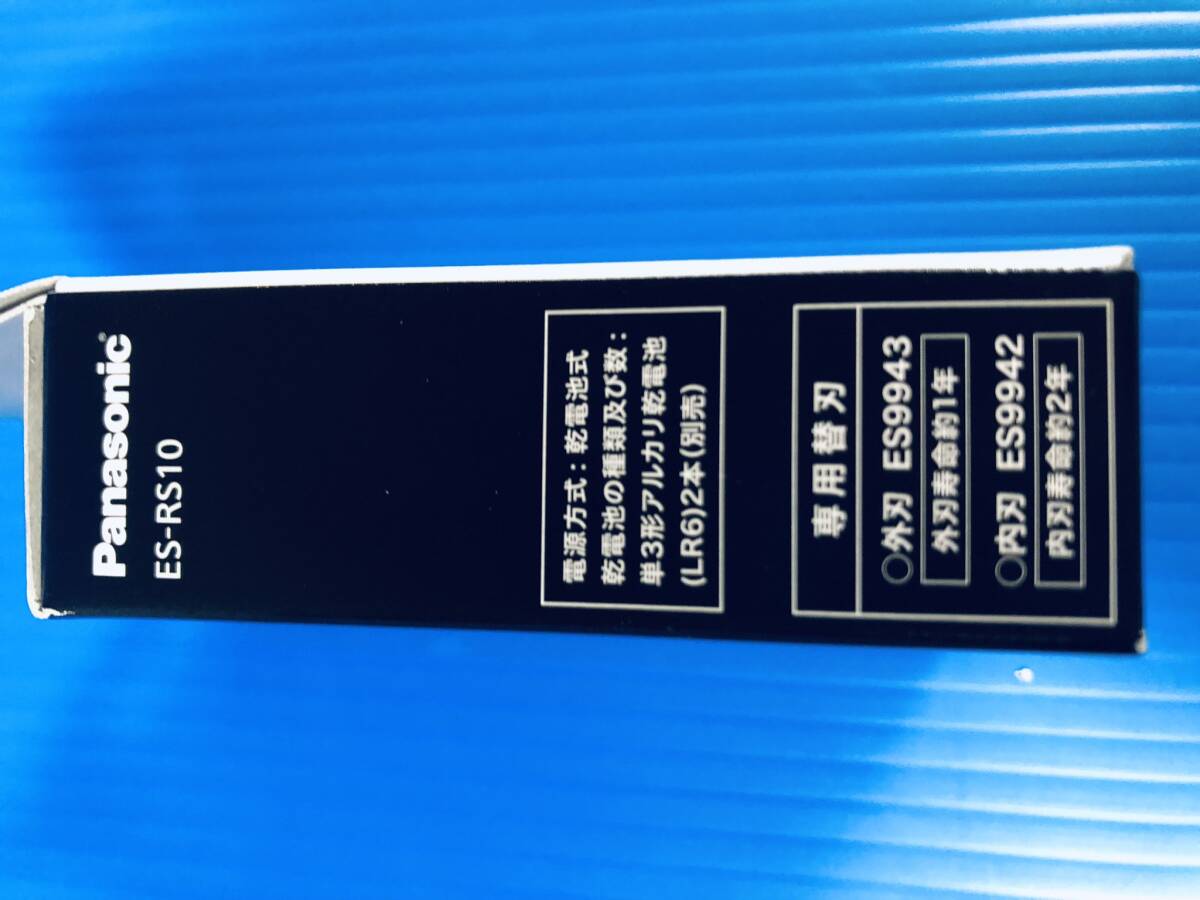 Panasonic®
ES-RS10
電源方式：乾電池式
乾電池の種類及び数：
単3形アルカリ乾電池
(LR6)2本(別売)
専用替刃
○外刃 ES9943
外刃寿命約1年
○内刃 ES9942
内刃寿命約2年